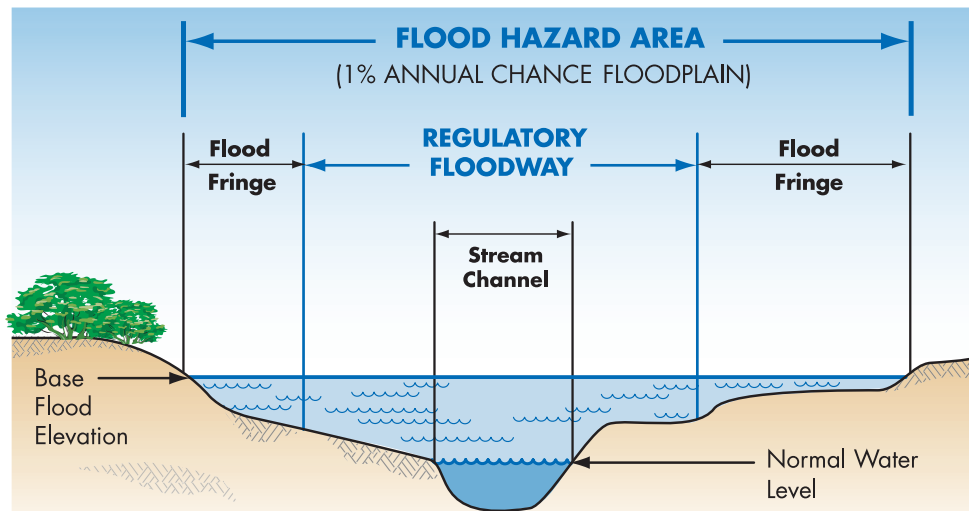 FLOOD HAZARD AREA
(1% ANNUAL CHANCE FLOODPLAIN)
Flood
Fringe
REGULATORY
FLOODWAY
Flood
Fringe
Stream
Channel
Base
Flood
Elevation
Normal Water
Level